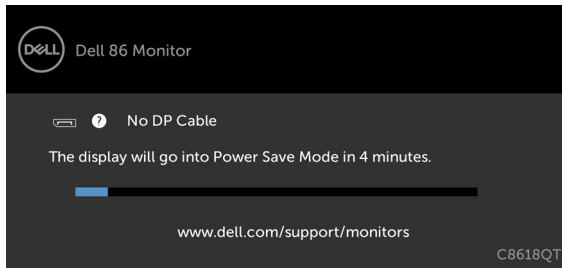 DELL Dell 86 Monitor
? No DP Cable
The display will go into Power Save Mode in 4 minutes.
www.dell.com/support/monitors
C8618QT